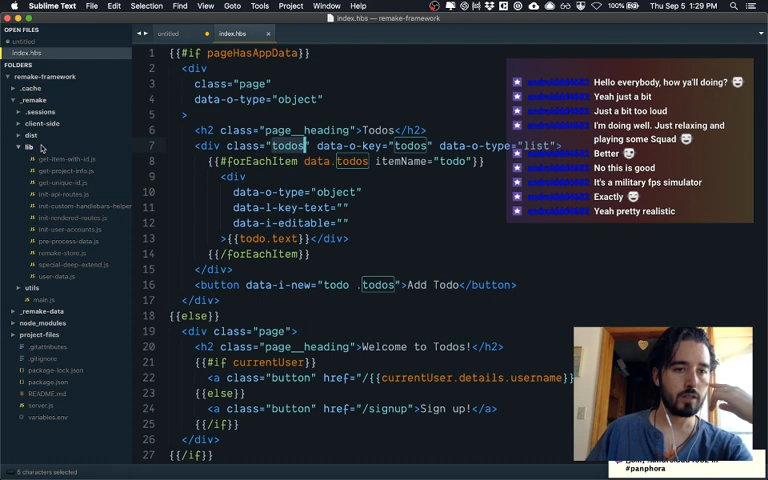 Sublime Text File Edit Selection Find View Goto Tools Project Window Help 100% Thu Sep 5 1:29 PM
index.hbs — remake-framework
OPEN FILES
untitled
index.hbs
FOLDERS
remake-framework
.cache
_remake
.sessions
client-side
dist
lib
get-item-with-id.js
get-project-info.js
get-unique-id.js
init-api-routes.js
init-custom-handlebars-helper
init-rendered-routes.js
init-user-accounts.js
pre-process-data.js
remake-store.js
special-deep-extend.js
user-data.js
utils
main.js
_remake-data
node_modules
project-files
.gitattributes
.gitignore
package-lock.json
package.json
README.md
server.js
variables.env
untitled
index.hbs ×
1 {{#if pageHasAppData}}
2 <div
3 class="page"
4 data-o-type="object"
5 >
6 <h2 class="page__heading">Todos</h2>
7 <div class="todos" data-o-key="todos" data-o-type="list">
8 {{#forEachItem data.todos itemName="todo"}}
9 <div
10 data-o-type="object"
11 data-l-key-text=""
12 data-i-editable=""
13 >{{todo.text}}</div>
14 {{/forEachItem}}
15 </div>
16 <button data-i-new="todo .todos">Add Todo</button>
17 </div>
18 {{else}}
19 <div class="page">
20 <h2 class="page__heading">Welcome to Todos!</h2>
21 {{#if currentUser}}
22 <a class="button" href="/{{currentUser.details.username}}
23 {{else}}
24 <a class="button" href="/signup">Sign up!</a>
25 {{/if}}
26 </div>
27 {{/if}}
Hello everybody, how ya'll doing?
Yeah just a bit
Just a bit too loud
I'm doing well. Just relaxing and
playing some Squad
Better
No this is good
It's a military fps simulator
Exactly
Yeah pretty realistic
#panphora
5 characters selected